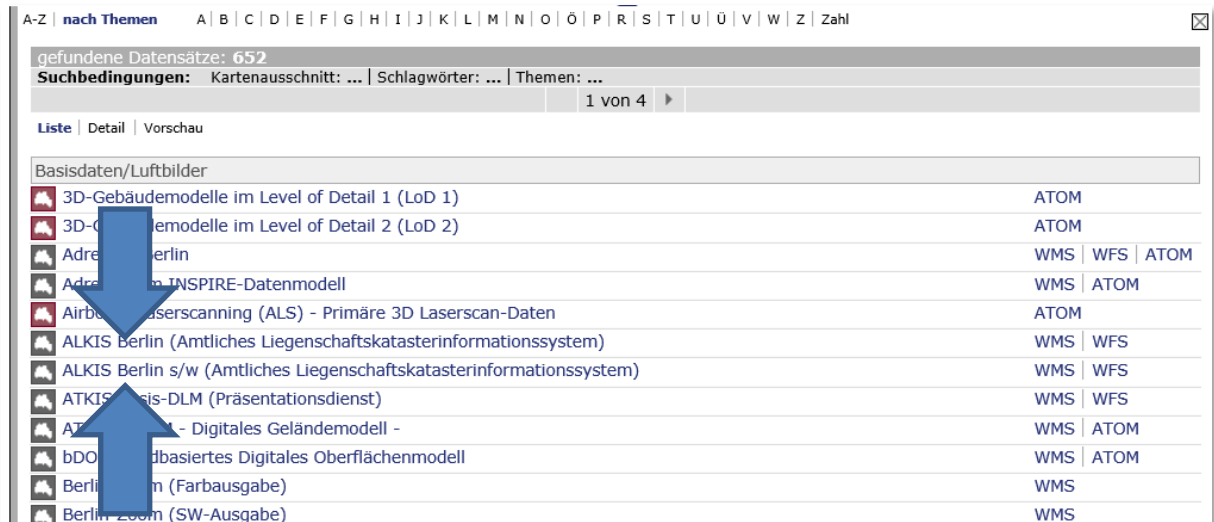 A-Z | nach Themen A | B | C | D | E | F | G | H | I | J | K | L | M | N | O | Ö | P | R | S | T | U | Ü | V | W | Z | Zahl
gefundene Datensätze: 652
Suchbedingungen: Kartenausschnitt: ... | Schlagwörter: ... | Themen: ...
1 von 4
Liste | Detail | Vorschau
Basisdaten/Luftbilder
3D-Gebäudemodelle im Level of Detail 1 (LoD 1) ATOM
3D-G demodelle im Level of Detail 2 (LoD 2) ATOM
Adre erlin WMS | WFS | ATOM
Adre m INSPIRE-Datenmodell WMS | ATOM
Airbo serscanning (ALS) - Primäre 3D Laserscan-Daten ATOM
ALKIS Berlin (Amtliches Liegenschaftskatasterinformationssystem) WMS | WFS
ALKIS Berlin s/w (Amtliches Liegenschaftskatasterinformationssystem) WMS | WFS
ATKIS sis-DLM (Präsentationsdienst) WMS | WFS
AT - Digitales Geländemodell - WMS | ATOM
bDO dbasiertes Digitales Oberflächenmodell WMS | ATOM
Berli m (Farbausgabe) WMS
Berlin-Zoom (SW-Ausgabe) WMS